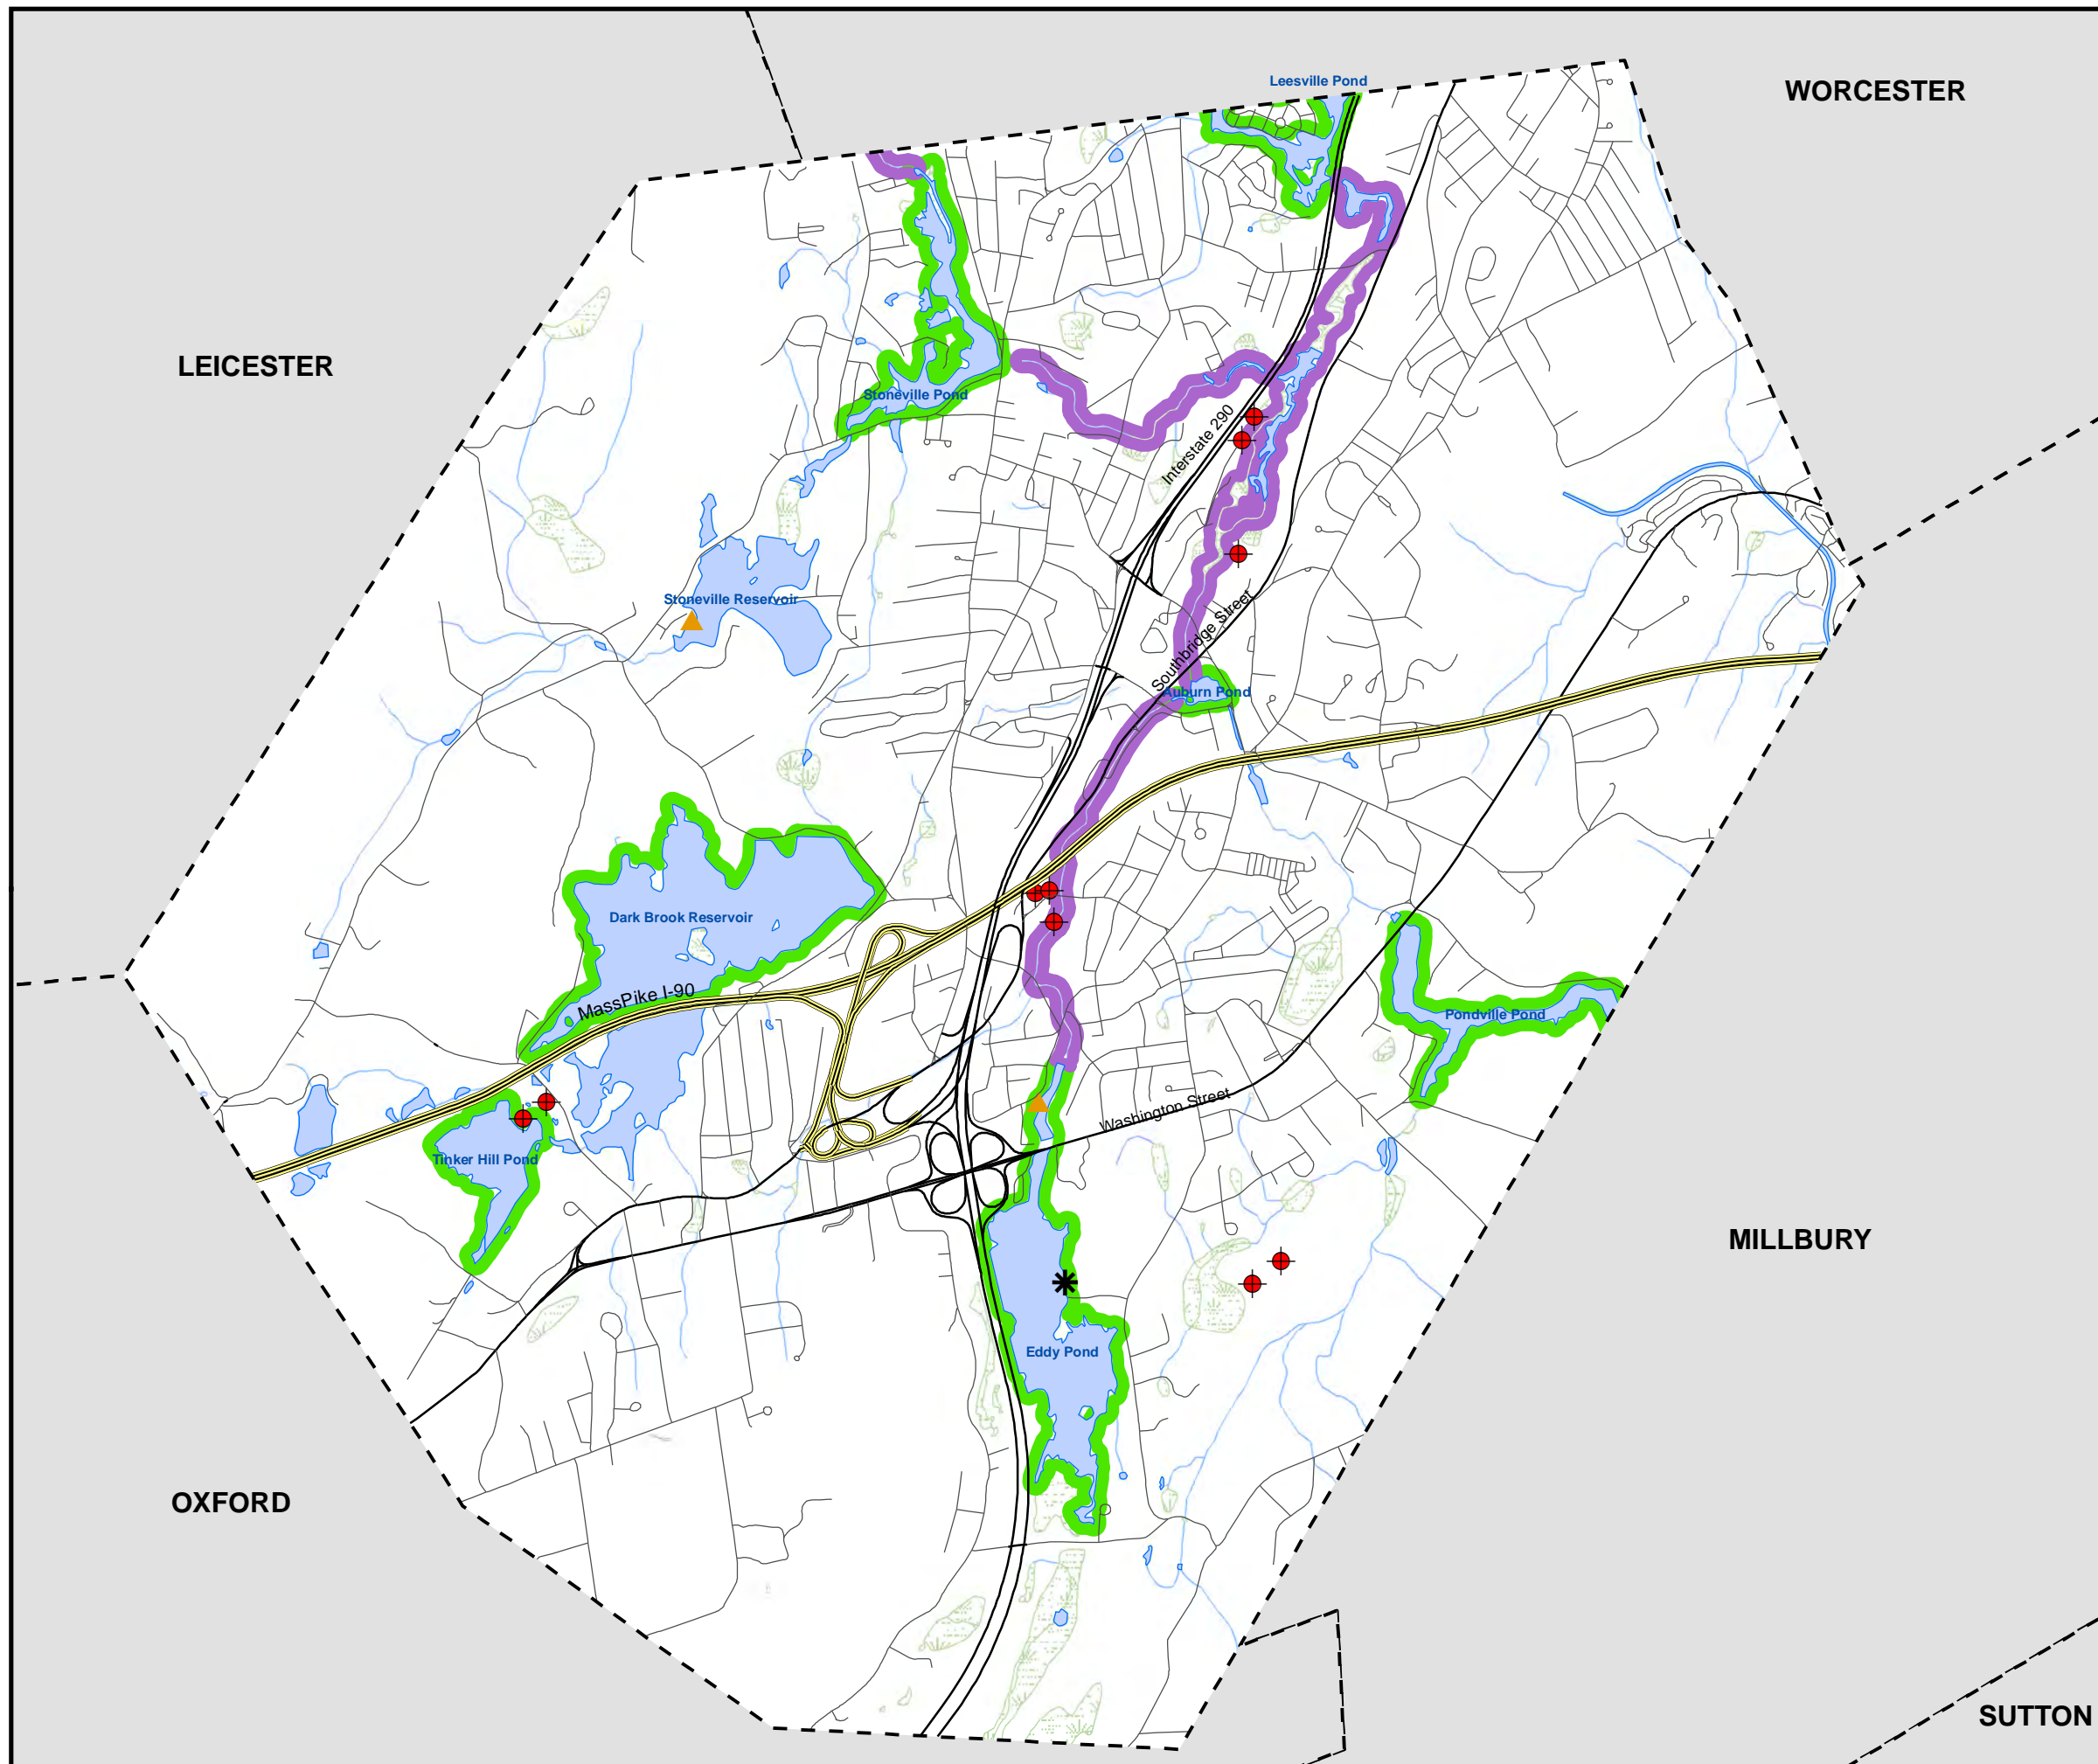 Leesville Pond
WORCESTER
LEICESTER
Stoneville Pond
Interstate 290
Stoneville Reservoir
Southbridge Street
Auburn Pond
Dark Brook Reservoir
MassPike I-90
Pondville Pond
Washington Street
Tinker Hill Pond
MILLBURY
Eddy Pond
OXFORD
SUTTON